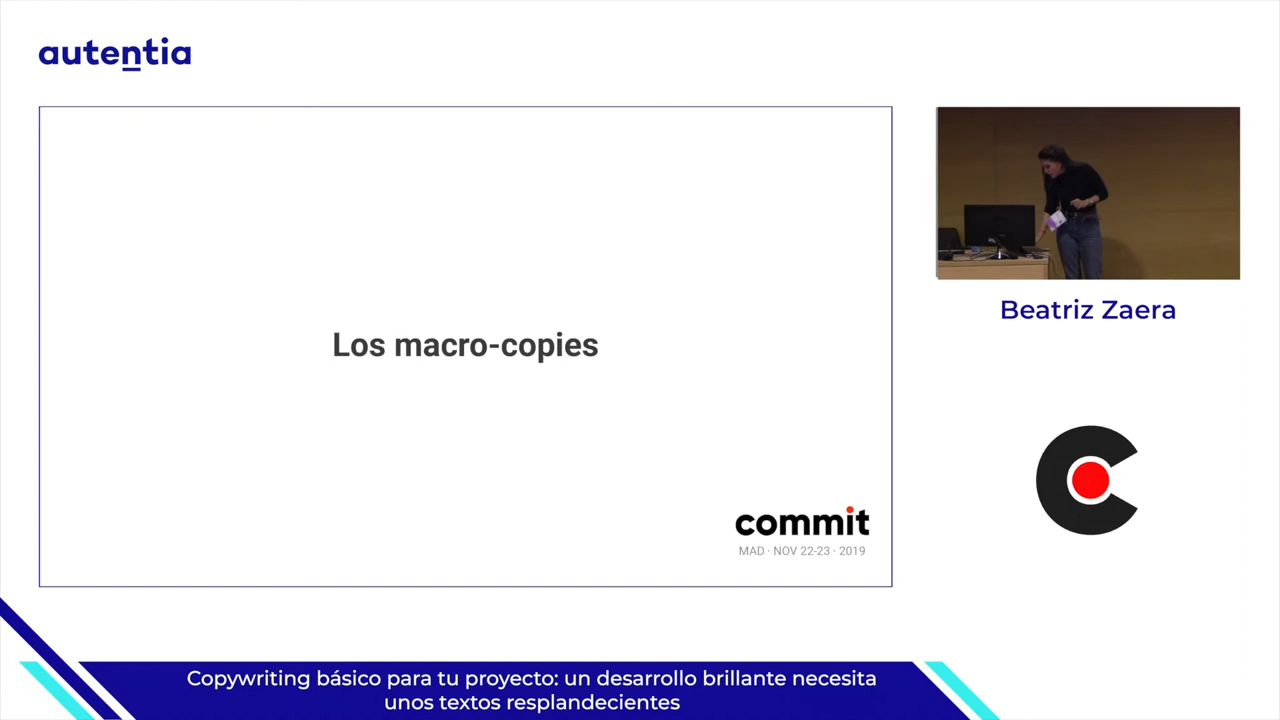 autentia
Los macro-copies
commit
MAD · NOV 22-23 · 2019
Beatriz Zaera
Copywriting básico para tu proyecto: un desarrollo brillante necesita
unos textos resplandecientes